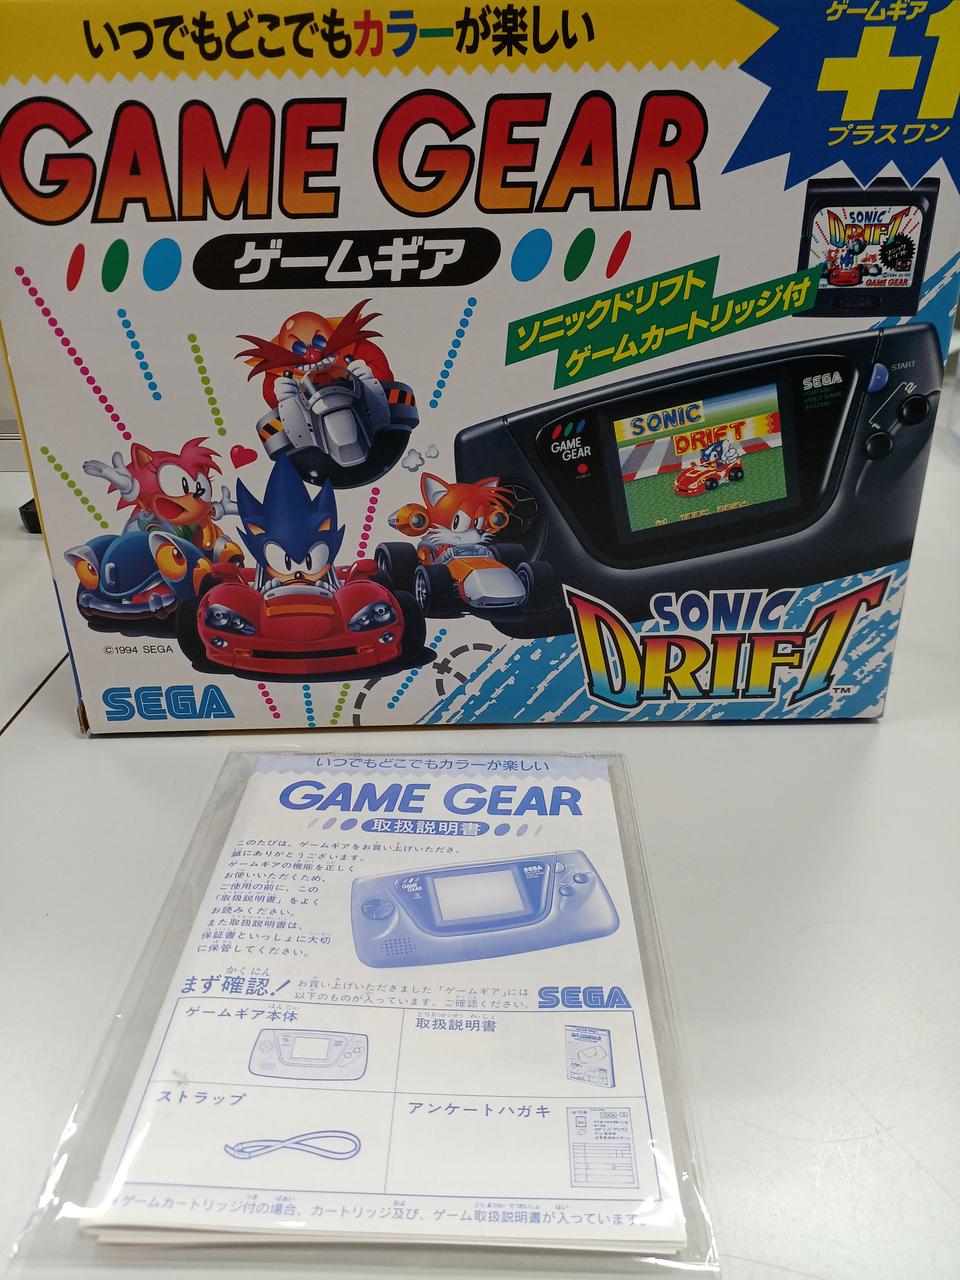 いつでもどこでもカラーが楽しい
ゲームギア
+1
プラスワン
GAME GEAR
ゲームギア
SONIC
DRIFT
GAME GEAR
SEGA
ソニックドリフト
ゲームカートリッジ付
START
SEGA
PORTABLE
VIDEO GAME
SYSTEM
GAME
GEAR
SONIC
DRIFT
©1994 SEGA
SEGA
SONIC
DRIFT™
いつでもどこでもカラーが楽しい
GAME GEAR
取扱説明書
このたびは、ゲームギアをお買い上げいただき、
誠にありがとうございます。
ゲームギアの機能を正しく
お使いいただくため、
ご使用の前に、この
「取扱説明書」をよく
お読みください。
また取扱説明書は、
保証書といっしょに大切
に保管してください。
SEGA
GAME
GEAR
まず確認!
お買い上げいただきました「ゲームギア」には
以下のものが入っています。ご確認ください。
SEGA
ゲームギア本体
取扱説明書
ストラップ
アンケートハガキ
ゲームカートリッジ付の場合、カートリッジ及び、ゲーム取扱説明書が入っています。